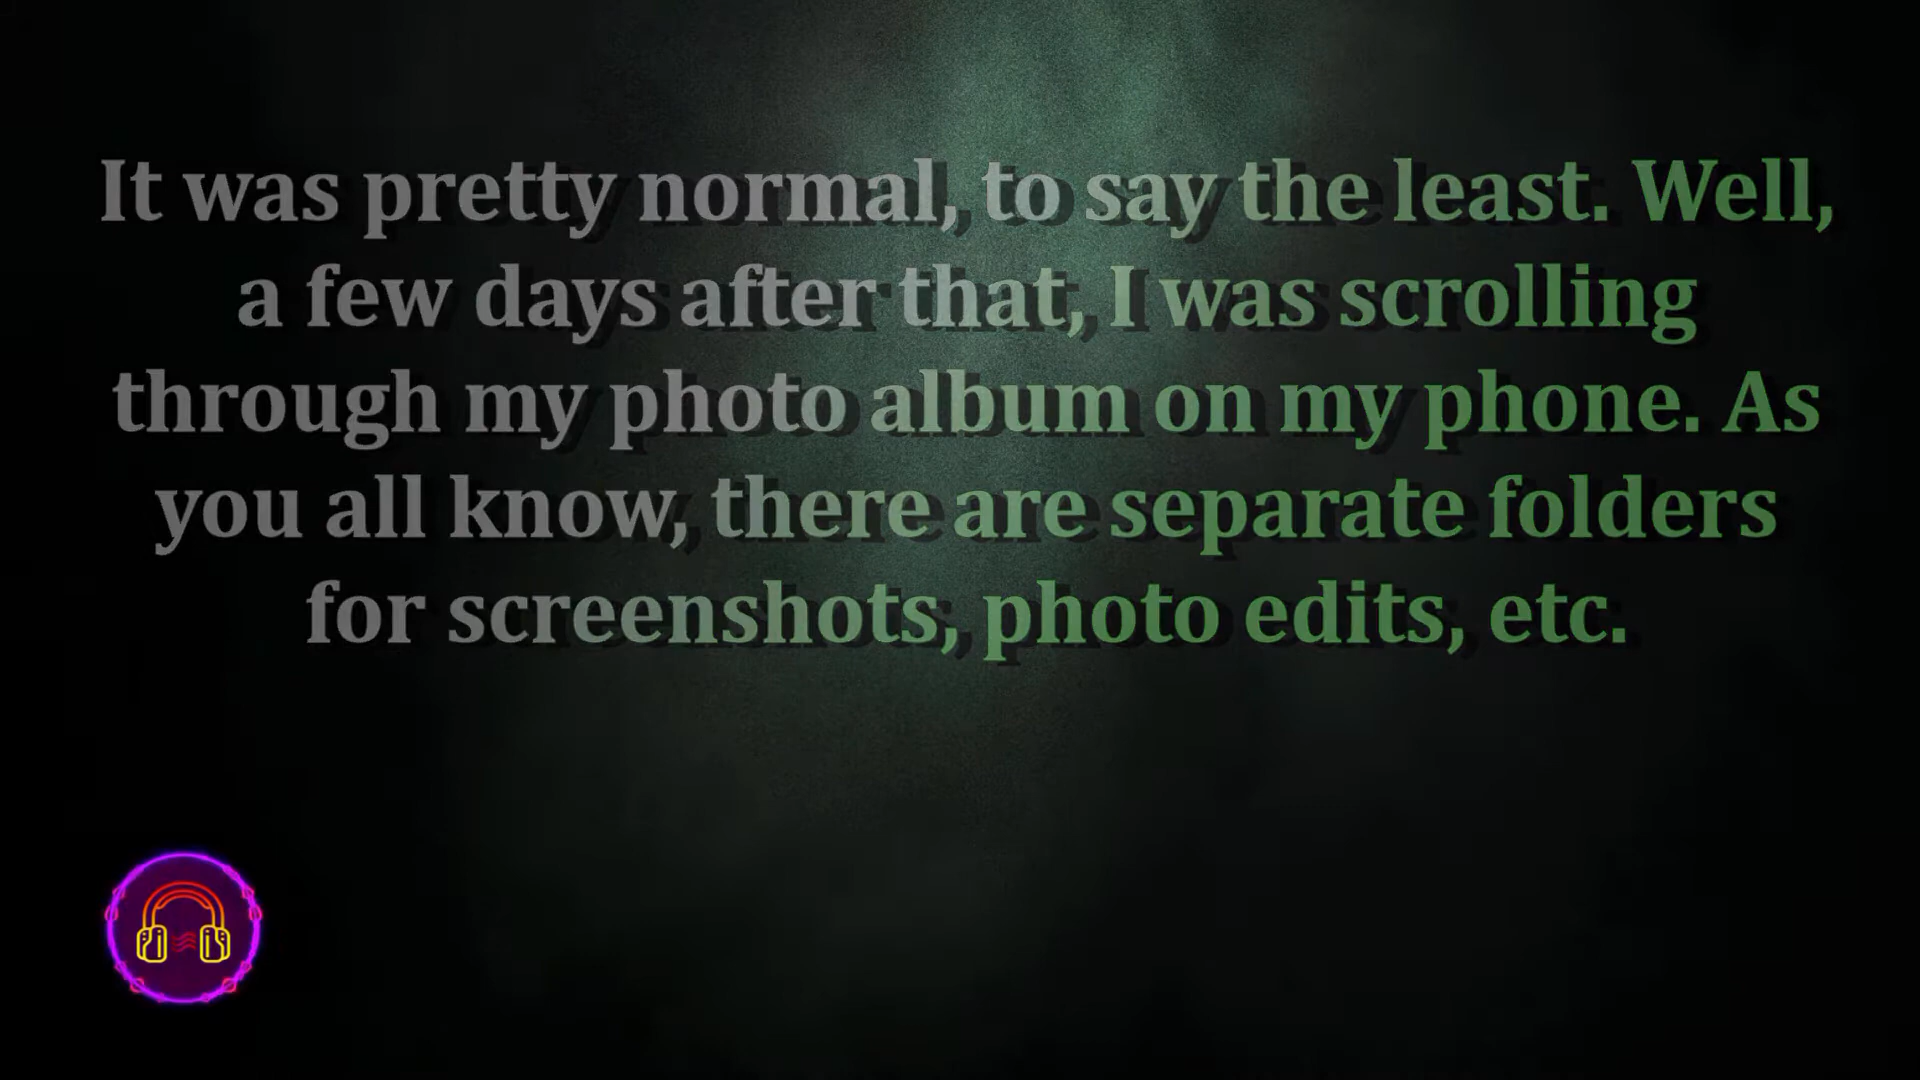 It was pretty normal, to say the least. Well,
a few days after that, I was scrolling
through my photo album on my phone. As
you all know, there are separate folders
for screenshots, photo edits, etc.